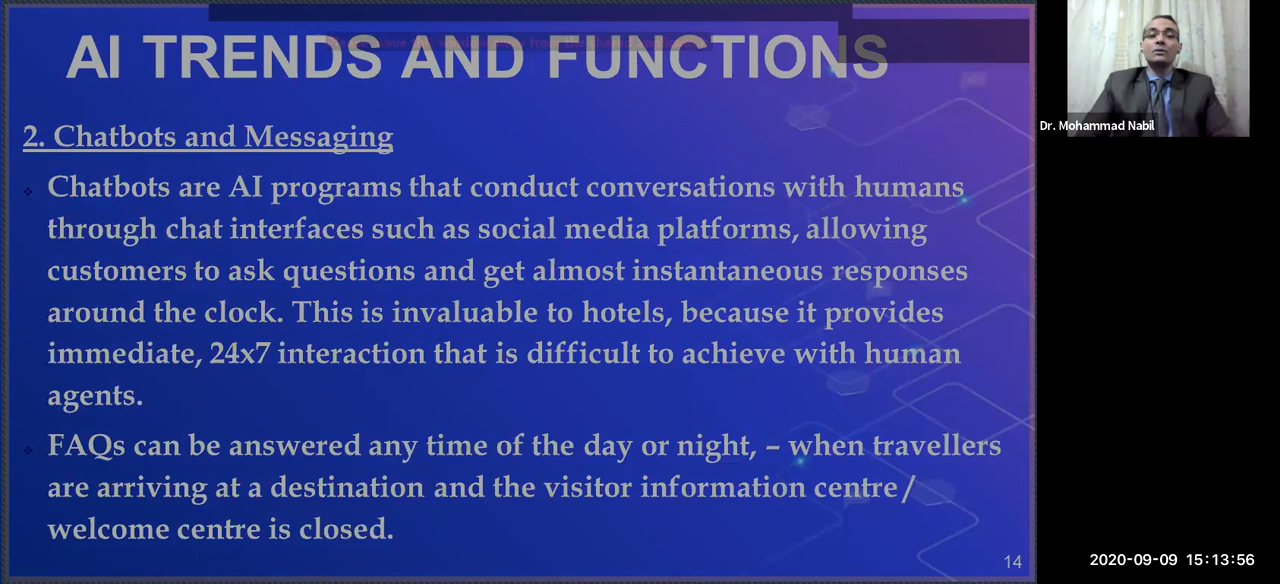 AI TRENDS AND FUNCTIONS
2. Chatbots and Messaging
Chatbots are AI programs that conduct conversations with humans
through chat interfaces such as social media platforms, allowing
customers to ask questions and get almost instantaneous responses
around the clock. This is invaluable to hotels, because it provides
immediate, 24x7 interaction that is difficult to achieve with human
agents.
FAQs can be answered any time of the day or night, – when travellers
are arriving at a destination and the visitor information centre/
welcome centre is closed.
14
Dr. Mohammad Nabil
2020-09-09 15:13:56